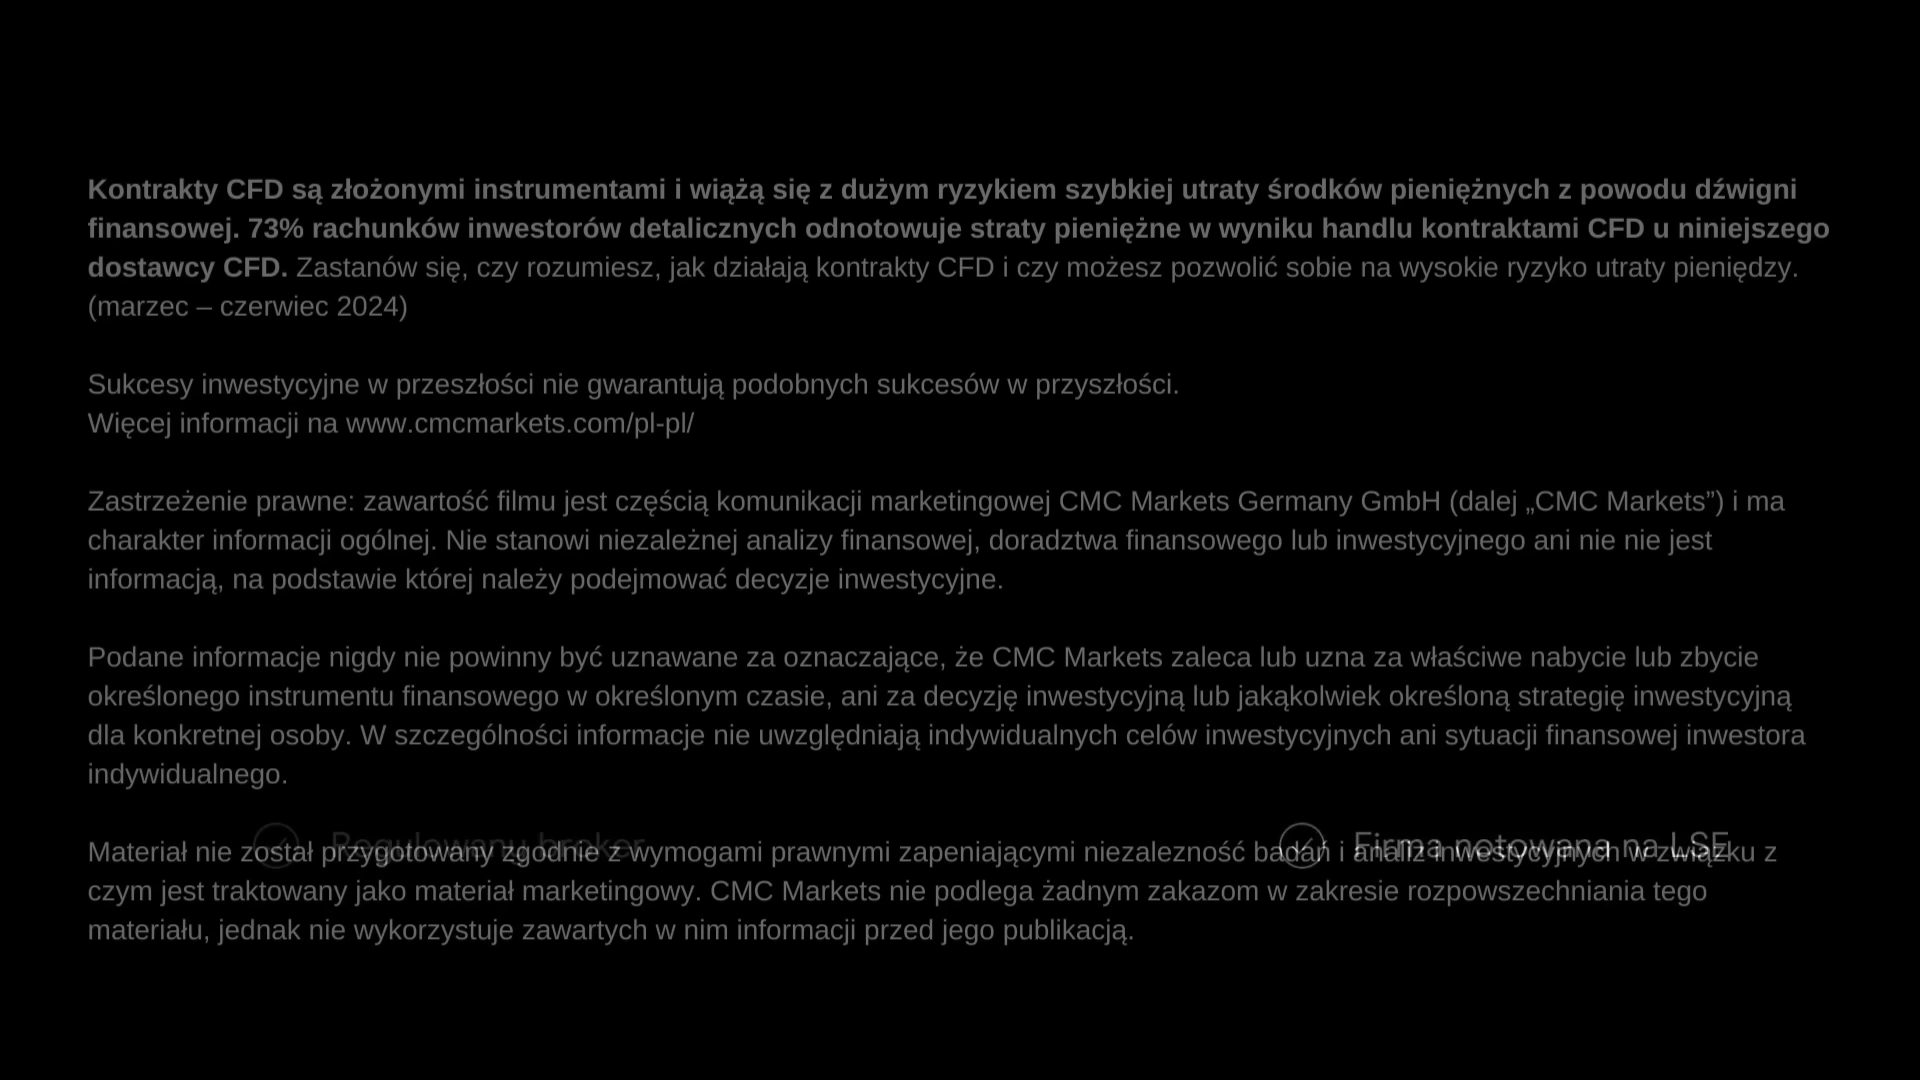 Kontrakty CFD są złożonymi instrumentami i wiążą się z dużym ryzykiem szybkiej utraty środków pieniężnych z powodu dźwigni
finansowej. 73% rachunków inwestorów detalicznych odnotowuje straty pieniężne w wyniku handlu kontraktami CFD u niniejszego
dostawcy CFD. Zastanów się, czy rozumiesz, jak działają kontrakty CFD i czy możesz pozwolić sobie na wysokie ryzyko utraty pieniędzy.
(marzec – czerwiec 2024)
Sukcesy inwestycyjne w przeszłości nie gwarantują podobnych sukcesów w przyszłości.
Więcej informacji na www.cmcmarkets.com/pl-pl/
Zastrzeżenie prawne: zawartość filmu jest częścią komunikacji marketingowej CMC Markets Germany GmbH (dalej „CMC Markets”) i ma
charakter informacji ogólnej. Nie stanowi niezależnej analizy finansowej, doradztwa finansowego lub inwestycyjnego ani nie nie jest
informacją, na podstawie której należy podejmować decyzje inwestycyjne.
Podane informacje nigdy nie powinny być uznawane za oznaczające, że CMC Markets zaleca lub uzna za właściwe nabycie lub zbycie
określonego instrumentu finansowego w określonym czasie, ani za decyzję inwestycyjną lub jakąkolwiek określoną strategię inwestycyjną
dla konkretnej osoby. W szczególności informacje nie uwzględniają indywidualnych celów inwestycyjnych ani sytuacji finansowej inwestora
indywidualnego.
Regulowany broker
Firma notowana na LSE
Materiał nie został przygotowany zgodnie z wymogami prawnymi zapeniającymi niezalezność badań i analiz inwestycyjnych w związku z
czym jest traktowany jako materiał marketingowy. CMC Markets nie podlega żadnym zakazom w zakresie rozpowszechniania tego
materiału, jednak nie wykorzystuje zawartych w nim informacji przed jego publikacją.